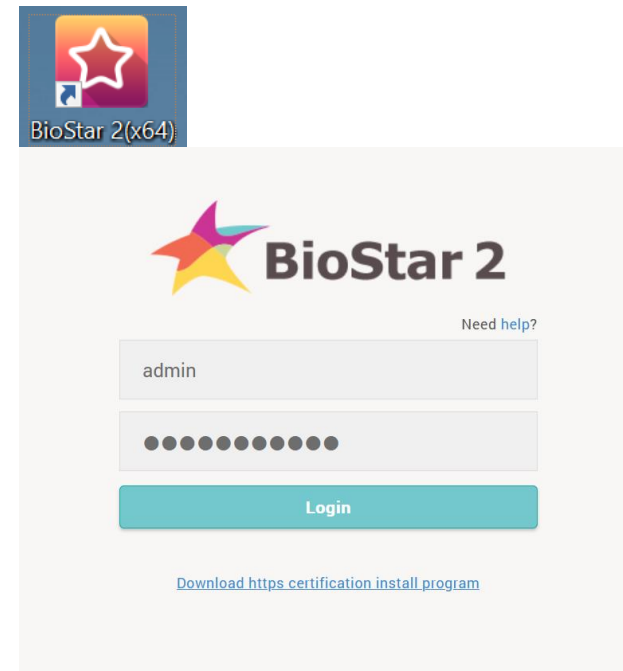 BioStar 2(x64)
BioStar 2
Need help?
admin
●●●●●●●●●●●
Login
Download https certification install program